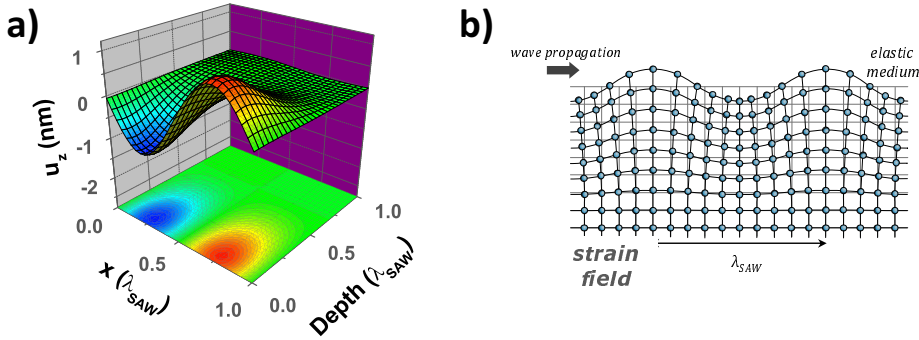 a)
1
0
-1
-2
u_z (nm)
0.0
0.5
1.0
x (λ_SAW)
0.0
0.5
1.0
Depth (λ_SAW)
b)
wave propagation
elastic
medium
strain
field
λ_SAW